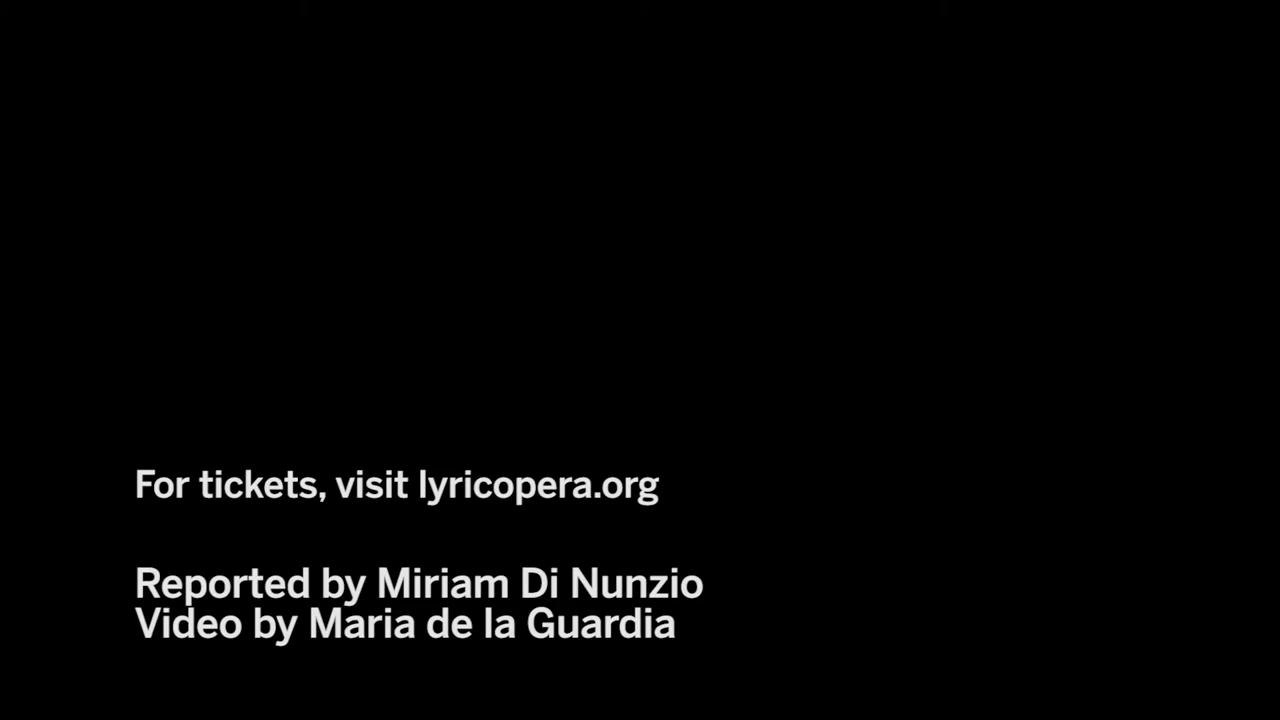 For tickets, visit lyricopera.org
Reported by Miriam Di Nunzio
Video by Maria de la Guardia